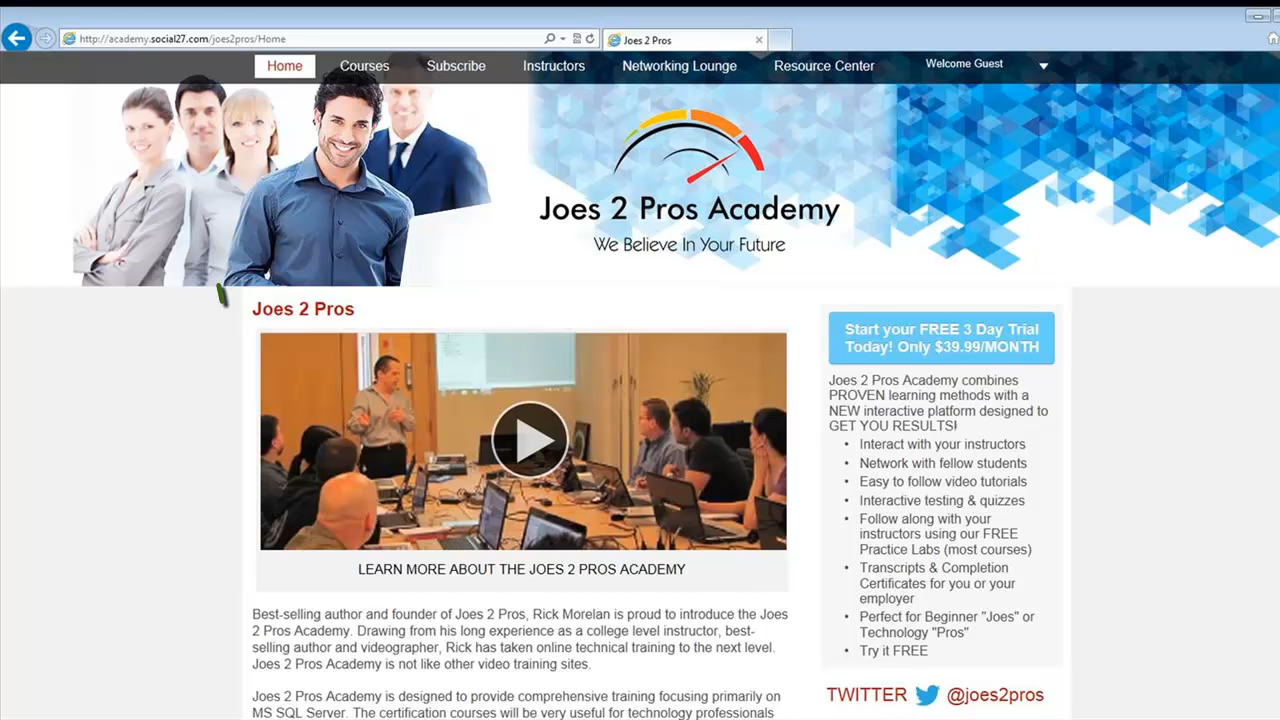 http://academy.social27.com/joes2pros/Home
Joes 2 Pros
Home
Courses
Subscribe
Instructors
Networking Lounge
Resource Center
Welcome Guest
Joes 2 Pros Academy
We Believe In Your Future
Joes 2 Pros
LEARN MORE ABOUT THE JOES 2 PROS ACADEMY
Best-selling author and founder of Joes 2 Pros, Rick Morelan is proud to introduce the Joes
2 Pros Academy. Drawing from his long experience as a college level instructor, best-
selling author and videographer, Rick has taken online technical training to the next level.
Joes 2 Pros Academy is not like other video training sites.
Joes 2 Pros Academy is designed to provide comprehensive training focusing primarily on
MS SQL Server. The certification courses will be very useful for technology professionals
Start your FREE 3 Day Trial
Today! Only $39.99/MONTH
Joes 2 Pros Academy combines
PROVEN learning methods with a
NEW interactive platform designed to
GET YOU RESULTS!
• Interact with your instructors
• Network with fellow students
• Easy to follow video tutorials
• Interactive testing & quizzes
• Follow along with your
instructors using our FREE
Practice Labs (most courses)
• Transcripts & Completion
Certificates for you or your
employer
• Perfect for Beginner "Joes" or
Technology "Pros"
• Try it FREE
TWITTER @joes2pros